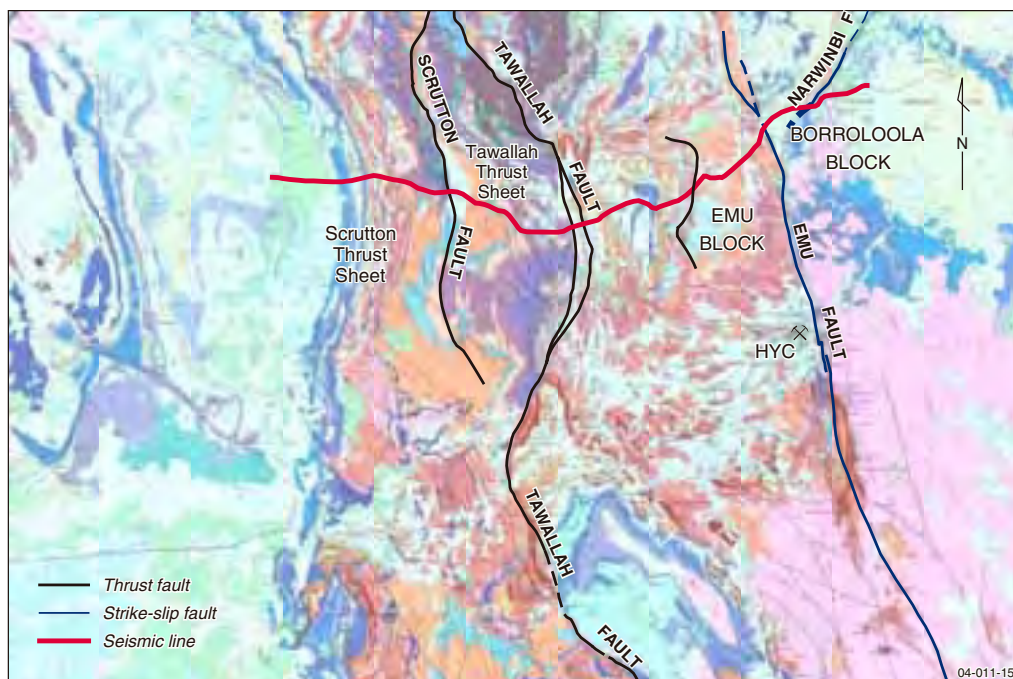 SCRUTTON
FAULT
TAWALLAH
FAULT
NARWINBI F
BORROLOOLA
BLOCK
N
Tawallah
Thrust
Sheet
Scrutton
Thrust
Sheet
EMU
BLOCK
EMU
FAULT
HYC
TAWALLAH
FAULT
Thrust fault
Strike-slip fault
Seismic line
04-011-15